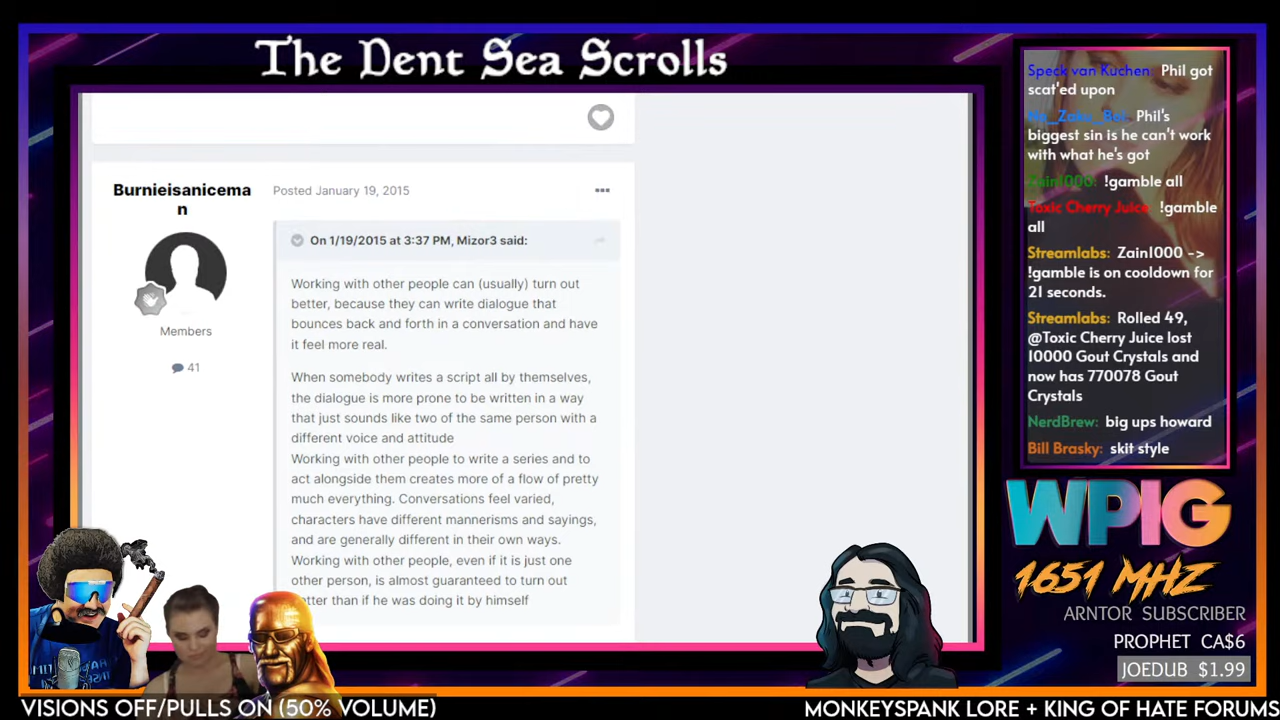 The Dent Sea Scrolls
Burnieisanicema
n
Members
41
Posted January 19, 2015
On 1/19/2015 at 3:37 PM, Mizor3 said:
Working with other people can (usually) turn out
better, because they can write dialogue that
bounces back and forth in a conversation and have
it feel more real.
When somebody writes a script all by themselves,
the dialogue is more prone to be written in a way
that just sounds like two of the same person with a
different voice and attitude
Working with other people to write a series and to
act alongside them creates more of a flow of pretty
much everything. Conversations feel varied,
characters have different mannerisms and sayings,
and are generally different in their own ways.
Working with other people, even if it is just one
other person, is almost guaranteed to turn out
better than if he was doing it by himself
Speck van Kuchen: Phil got
scat'ed upon
Phil's
biggest sin is he can't work
with what he's got
Zain1000: !gamble all
Toxic Cherry Juice: !gamble
all
Streamlabs: Zain1000 ->
!gamble is on cooldown for
21 seconds.
Streamlabs: Rolled 49,
@Toxic Cherry Juice lost
10000 Gout Crystals and
now has 770078 Gout
Crystals
NerdBrew: big ups howard
Bill Brasky: skit style
WPIG
1651 MHZ
ARNTOR SUBSCRIBER
PROPHET CA$6
JOEDUB $1.99
VISIONS OFF/PULLS ON (50% VOLUME)
MONKEYSPANK LORE + KING OF HATE FORUMS